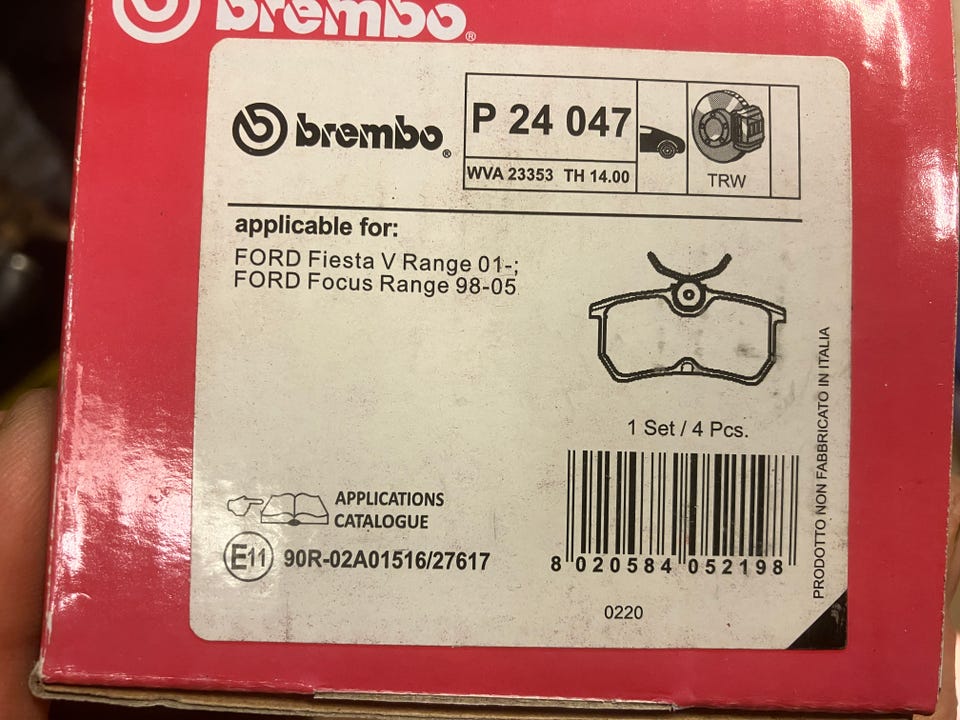 brembo®
brembo®
P 24 047
WVA 23353 TH 14.00
TRW
applicable for:
FORD Fiesta V Range 01-;
FORD Focus Range 98-05
1 Set / 4 Pcs.
APPLICATIONS
CATALOGUE
E11 90R-02A01516/27617
8 020584 052198
0220
PRODOTTO NON FABBRICATO IN ITALIA